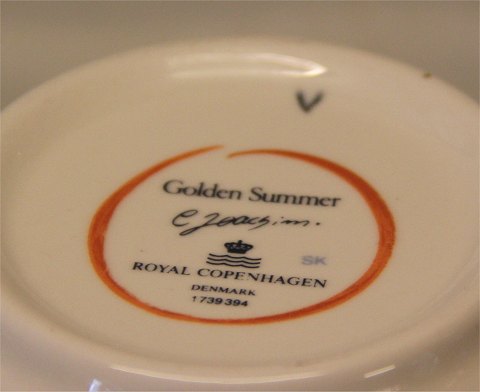 V
Golden Summer
C Joachim.
SK
ROYAL COPENHAGEN
DENMARK
1739394